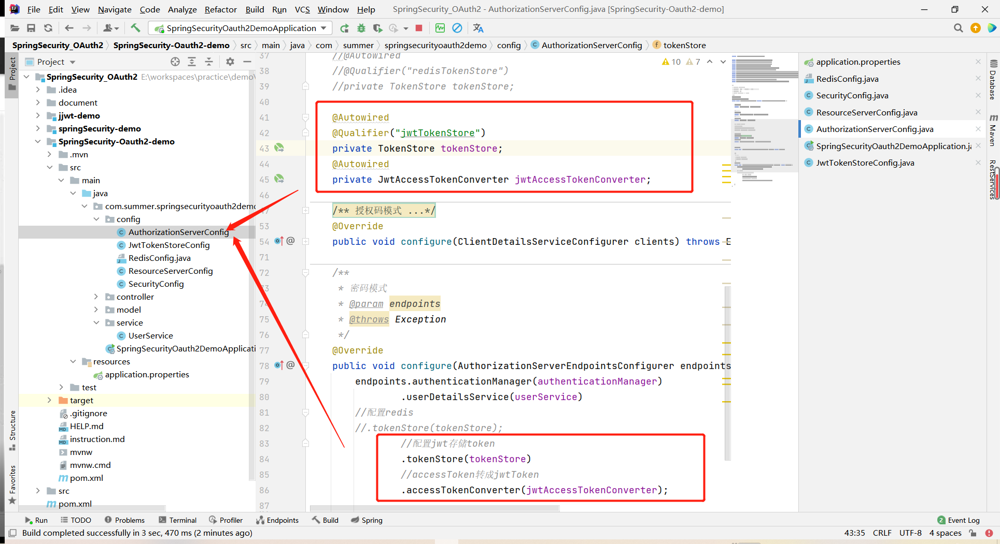 File Edit View Navigate Code Analyze Refactor Build Run VCS Window Help SpringSecurity_OAuth2 - AuthorizationServerConfig.java [SpringSecurity-Oauth2-demo]
SpringSecurityOauth2DemoApplication
SpringSecurity_OAuth2 SpringSecurity-Oauth2-demo src main java com summer springsecurityoauth2demo config AuthorizationServerConfig tokenStore
Project
Project
SpringSecurity_OAuth2 E:\workspaces\practice\demo\
.idea
document
jjwt-demo
springSecurity-demo
SpringSecurity-Oauth2-demo
.mvn
src
main
java
com.summer.springsecurityoauth2demo
config
AuthorizationServerConfig
JwtTokenStoreConfig
RedisConfig.java
ResourceServerConfig
SecurityConfig
controller
model
service
UserService
SpringSecurityOauth2DemoApplicati
resources
application.properties
test
target
.gitignore
HELP.md
instruction.md
mvnw
mvnw.cmd
pom.xml
src
pom.xml
Structure
Favorites
10 7
37 //@Autowired
38 //@Qualifier("redisTokenStore")
39 //private TokenStore tokenStore;
40
41 @Autowired
42 @Qualifier("jwtTokenStore")
43 private TokenStore tokenStore;
44 @Autowired
45 private JwtAccessTokenConverter jwtAccessTokenConverter;
46
/** 授权码模式 ...*/
53 @Override
54 public void configure(ClientDetailsServiceConfigurer clients) throws E
71
72 /**
* 密码模式
* @param endpoints
75 * @throws Exception
76 */
77 @Override
78 public void configure(AuthorizationServerEndpointsConfigurer endpoints
79 endpoints.authenticationManager(authenticationManager)
80 .userDetailsService(userService)
81 //配置redis
82 //.tokenStore(tokenStore);
83 //配置jwt存储token
84 .tokenStore(tokenStore)
85 //accessToken转成jwtToken
86 .accessTokenConverter(jwtAccessTokenConverter);
87
application.properties
RedisConfig.java
SecurityConfig.java
ResourceServerConfig.java
AuthorizationServerConfig.java
SpringSecurityOauth2DemoApplication.ja
JwtTokenStoreConfig.java
Database
Maven
RestServices
Run TODO Problems Terminal Profiler Endpoints Build Spring 2 Event Log
Build completed successfully in 3 sec, 470 ms (2 minutes ago) 43:35 CRLF UTF-8 4 spaces